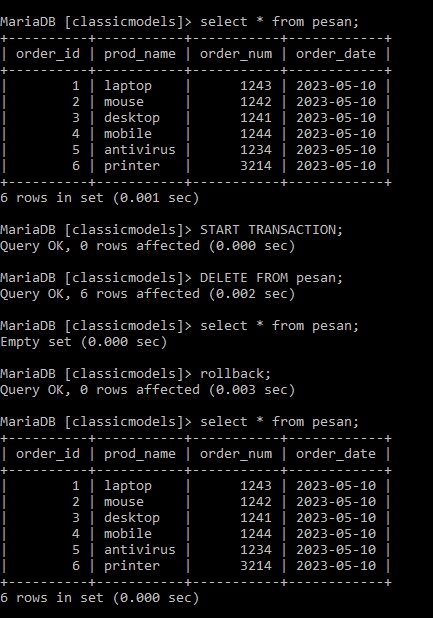 MariaDB [classicmodels]> select * from pesan;
+----------+-----------+-----------+------------+
| order_id | prod_name | order_num | order_date |
+----------+-----------+-----------+------------+
|        1 | laptop    |      1243 | 2023-05-10 |
|        2 | mouse     |      1242 | 2023-05-10 |
|        3 | desktop   |      1241 | 2023-05-10 |
|        4 | mobile    |      1244 | 2023-05-10 |
|        5 | antivirus |      1234 | 2023-05-10 |
|        6 | printer   |      3214 | 2023-05-10 |
+----------+-----------+-----------+------------+
6 rows in set (0.001 sec)

MariaDB [classicmodels]> START TRANSACTION;
Query OK, 0 rows affected (0.000 sec)

MariaDB [classicmodels]> DELETE FROM pesan;
Query OK, 6 rows affected (0.002 sec)

MariaDB [classicmodels]> select * from pesan;
Empty set (0.000 sec)

MariaDB [classicmodels]> rollback;
Query OK, 0 rows affected (0.003 sec)

MariaDB [classicmodels]> select * from pesan;
+----------+-----------+-----------+------------+
| order_id | prod_name | order_num | order_date |
+----------+-----------+-----------+------------+
|        1 | laptop    |      1243 | 2023-05-10 |
|        2 | mouse     |      1242 | 2023-05-10 |
|        3 | desktop   |      1241 | 2023-05-10 |
|        4 | mobile    |      1244 | 2023-05-10 |
|        5 | antivirus |      1234 | 2023-05-10 |
|        6 | printer   |      3214 | 2023-05-10 |
+----------+-----------+-----------+------------+
6 rows in set (0.000 sec)